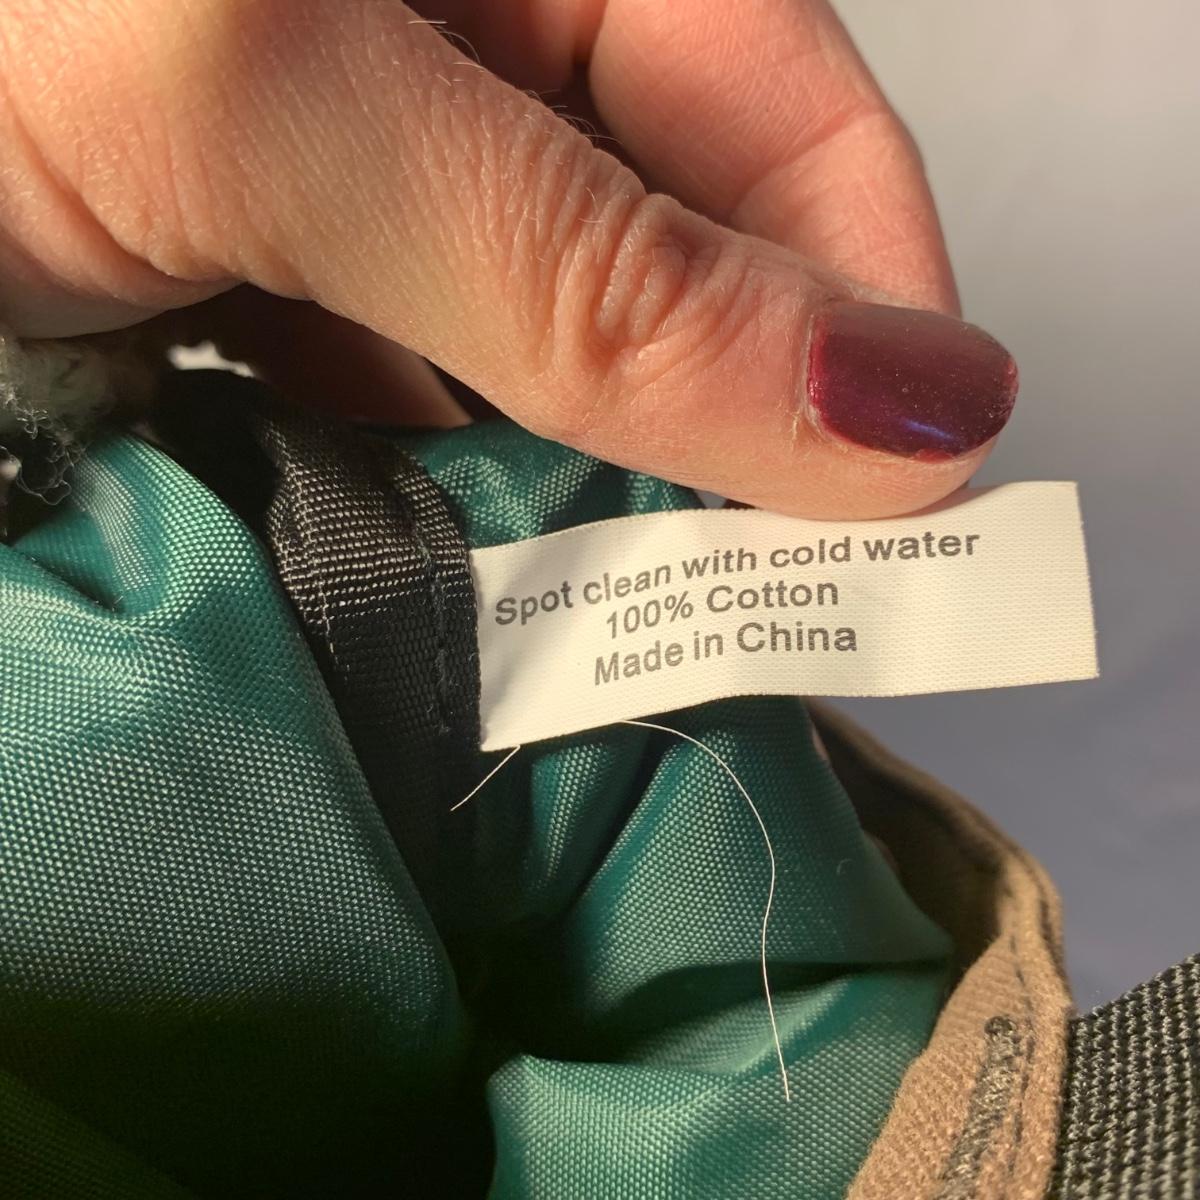 Spot clean with cold water
100% Cotton
Made in China